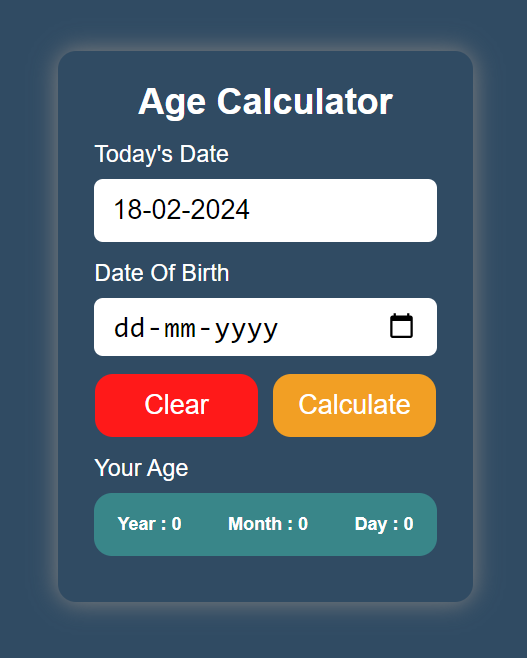 Age Calculator
Today's Date
18-02-2024
Date Of Birth
dd-mm-yyyy
Clear Calculate
Your Age
Year : 0 Month : 0 Day : 0